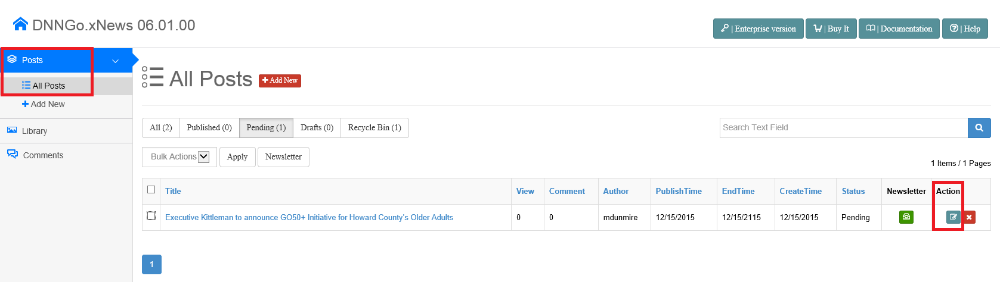 DNNGo.xNews 06.01.00
| Enterprise version
| Buy It
| Documentation
| Help
Posts
All Posts
Add New
Library
Comments
All Posts
Add New
All (2)
Published (0)
Pending (1)
Drafts (0)
Recycle Bin (1)
Search Text Field
Bulk Actions
Apply
Newsletter
1 Items / 1 Pages
Title View Comment Author PublishTime EndTime CreateTime Status Newsletter Action
Executive Kittleman to announce GO50+ Initiative for Howard County's Older Adults 0 0 mdunmire 12/15/2015 12/15/2115 12/15/2015 Pending
1